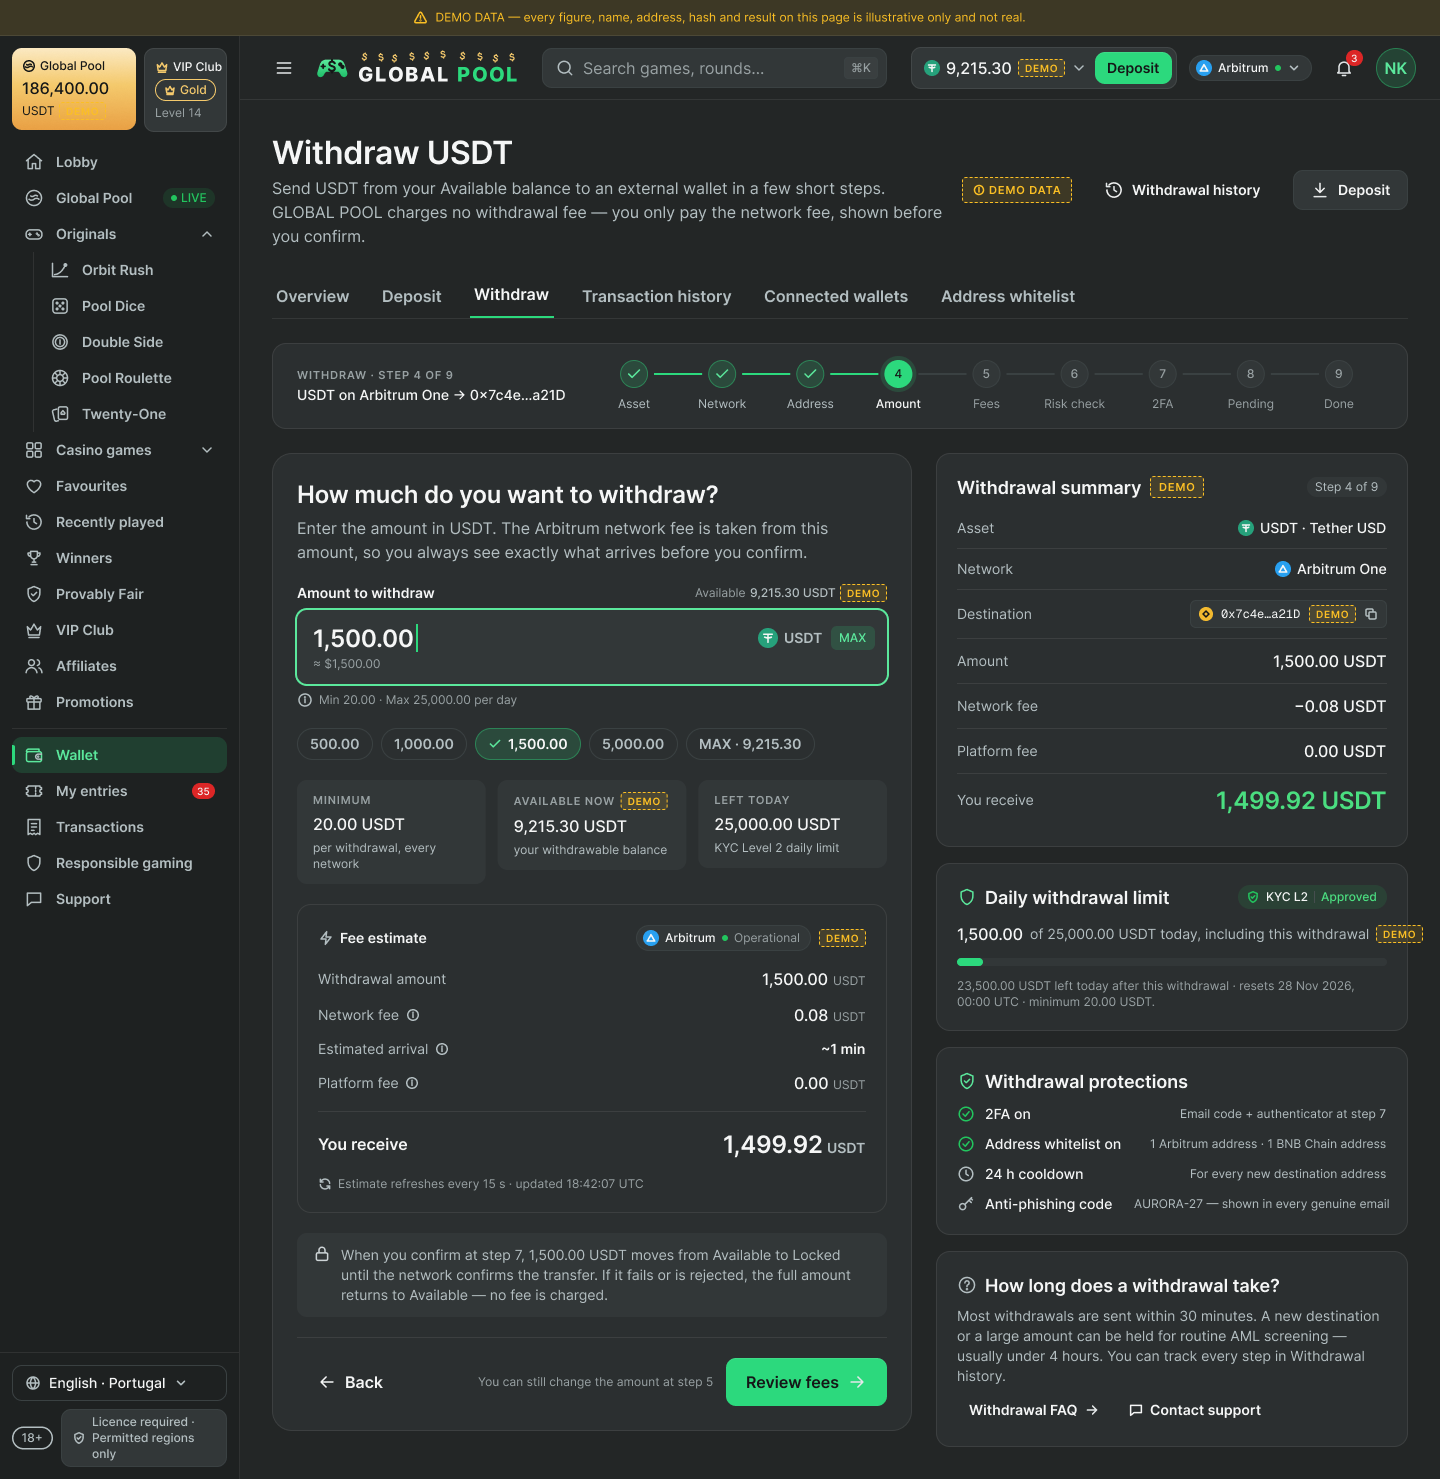 DEMO DATA — every figure, name, address, hash and result on this page is illustrative only and not real.
Global Pool
186,400.00
USDT DEMO
VIP Club
Gold
Level 14
$ $ $ $ $ $ $ $ $
GLOBAL POOL
Search games, rounds...
⌘K
9,215.30 DEMO
Deposit
Arbitrum
3
NK
Lobby
Global Pool LIVE
Originals
Orbit Rush
Pool Dice
Double Side
Pool Roulette
Twenty-One
Casino games
Favourites
Recently played
Winners
Provably Fair
VIP Club
Affiliates
Promotions
Wallet
My entries 35
Transactions
Responsible gaming
Support
English · Portugal
18+
Licence required ·
Permitted regions
only
Withdraw USDT
Send USDT from your Available balance to an external wallet in a few short steps.
GLOBAL POOL charges no withdrawal fee — you only pay the network fee, shown before
you confirm.
DEMO DATA
Withdrawal history
Deposit
Overview Deposit Withdraw Transaction history Connected wallets Address whitelist
WITHDRAW · STEP 4 OF 9
USDT on Arbitrum One → 0×7c4e…a21D
4 5 6 7 8 9
Asset Network Address Amount Fees Risk check 2FA Pending Done
How much do you want to withdraw?
Enter the amount in USDT. The Arbitrum network fee is taken from this
amount, so you always see exactly what arrives before you confirm.
Amount to withdraw
Available 9,215.30 USDT DEMO
1,500.00
≈ $1,500.00
USDT MAX
Min 20.00 · Max 25,000.00 per day
500.00 1,000.00 1,500.00 5,000.00 MAX · 9,215.30
MINIMUM
20.00 USDT
per withdrawal, every
network
AVAILABLE NOW DEMO
9,215.30 USDT
your withdrawable balance
LEFT TODAY
25,000.00 USDT
KYC Level 2 daily limit
Fee estimate
Arbitrum Operational DEMO
Withdrawal amount 1,500.00 USDT
Network fee 0.08 USDT
Estimated arrival ~1 min
Platform fee 0.00 USDT
You receive 1,499.92 USDT
Estimate refreshes every 15 s · updated 18:42:07 UTC
When you confirm at step 7, 1,500.00 USDT moves from Available to Locked
until the network confirms the transfer. If it fails or is rejected, the full amount
returns to Available — no fee is charged.
← Back
You can still change the amount at step 5
Review fees →
Withdrawal summary DEMO
Step 4 of 9
Asset USDT · Tether USD
Network Arbitrum One
Destination 0x7c4e…a21D DEMO
Amount 1,500.00 USDT
Network fee −0.08 USDT
Platform fee 0.00 USDT
You receive 1,499.92 USDT
Daily withdrawal limit
KYC L2 Approved
1,500.00 of 25,000.00 USDT today, including this withdrawal DEMO
23,500.00 USDT left today after this withdrawal · resets 28 Nov 2026,
00:00 UTC · minimum 20.00 USDT.
Withdrawal protections
2FA on Email code + authenticator at step 7
Address whitelist on 1 Arbitrum address · 1 BNB Chain address
24 h cooldown For every new destination address
Anti-phishing code AURORA-27 — shown in every genuine email
How long does a withdrawal take?
Most withdrawals are sent within 30 minutes. A new destination
or a large amount can be held for routine AML screening —
usually under 4 hours. You can track every step in Withdrawal
history.
Withdrawal FAQ →
Contact support